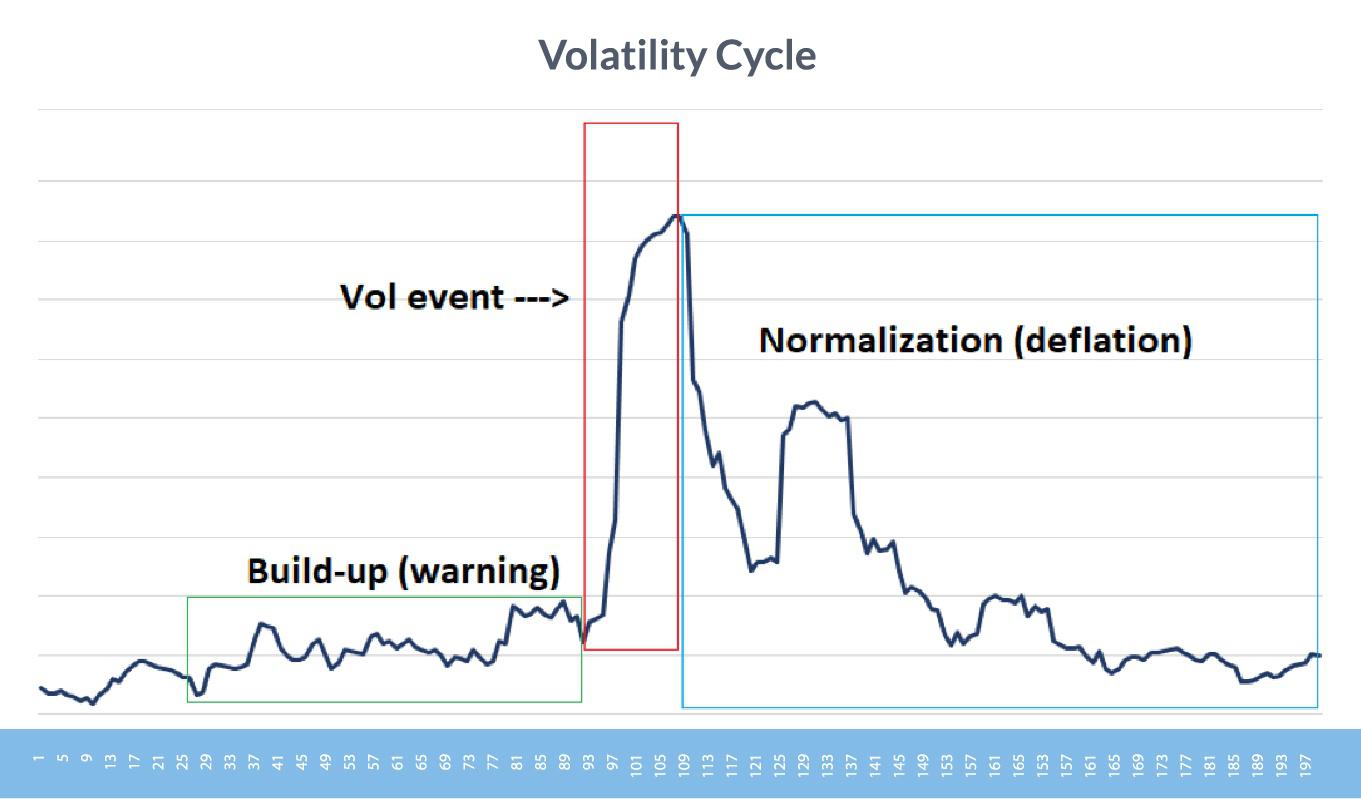 Volatility Cycle
Vol event --->
Normalization (deflation)
Build-up (warning)
1 5 9 13 17 21 25 29 33 37 41 45 49 53 57 61 65 69 73 77 81 85 89 93 97 101 105 109 113 117 121 125 129 133 137 141 145 149 153 157 161 165 153 157 161 165 169 173 177 181 185 189 193 197